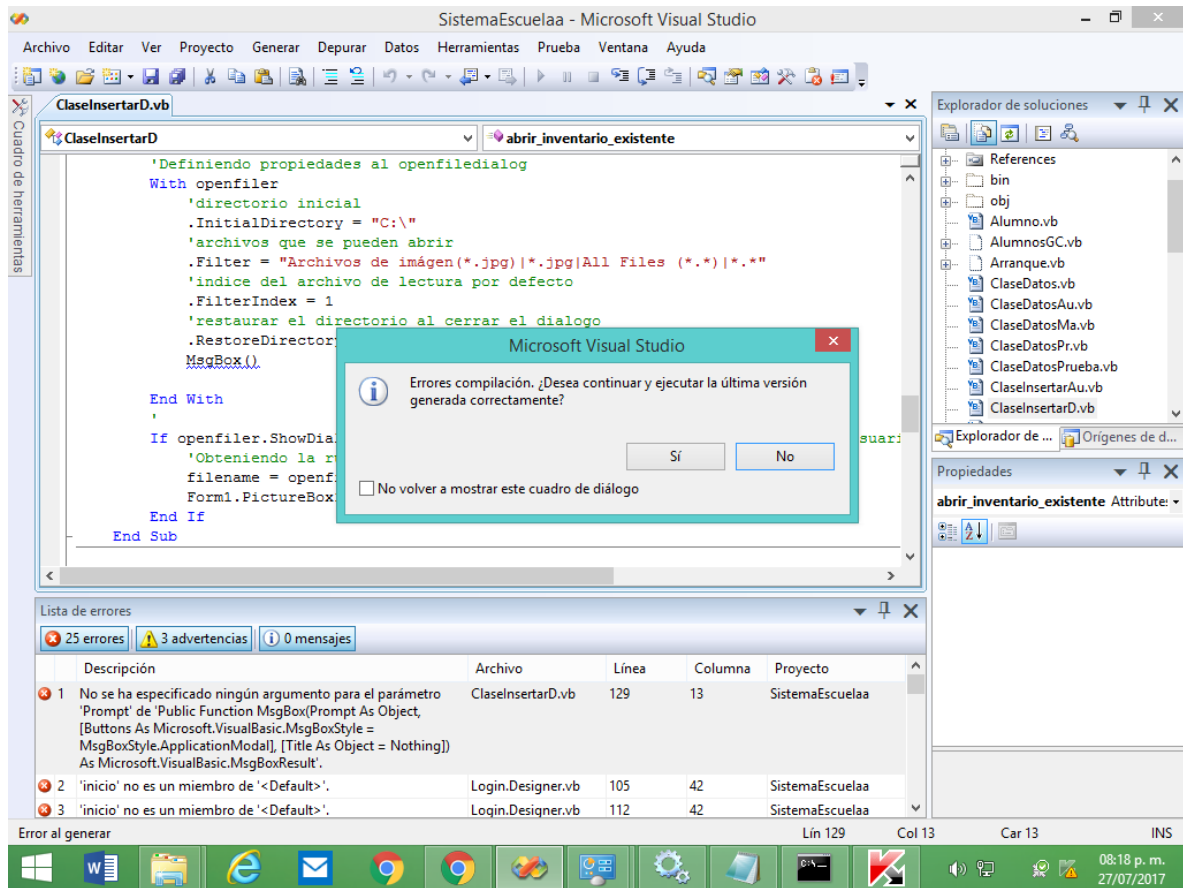 SistemaEscuelaa - Microsoft Visual Studio
Archivo Editar Ver Proyecto Generar Depurar Datos Herramientas Prueba Ventana Ayuda
Cuadro de herramientas
ClaseInsertarD.vb
ClaseInsertarD
abrir_inventario_existente
'Definiendo propiedades al openfiledialog
With openfiler
'directorio inicial
.InitialDirectory = "C:\"
'archivos que se pueden abrir
.Filter = "Archivos de imágen(*.jpg)|*.jpg|All Files (*.*)|*.*"
'indice del archivo de lectura por defecto
.FilterIndex = 1
'restaurar el directorio al cerrar el dialogo
.RestoreDirector
MsgBox()
End With
'
If openfiler.ShowDia
suari
'Obteniendo la r
filename = openf
Form1.PictureBox
End If
End Sub
Microsoft Visual Studio
Errores compilación. ¿Desea continuar y ejecutar la última versión
generada correctamente?
Sí
No
No volver a mostrar este cuadro de diálogo
Explorador de soluciones
References
bin
obj
Alumno.vb
AlumnosGC.vb
Arranque.vb
ClaseDatos.vb
ClaseDatosAu.vb
ClaseDatosMa.vb
ClaseDatosPr.vb
ClaseDatosPrueba.vb
ClaseInsertarAu.vb
ClaseInsertarD.vb
Explorador de ...
Orígenes de d...
Propiedades
abrir_inventario_existente Attribute:
Lista de errores
25 errores
3 advertencias
0 mensajes
Descripción Archivo Línea Columna Proyecto
1 No se ha especificado ningún argumento para el parámetro ClaseInsertarD.vb 129 13 SistemaEscuelaa
'Prompt' de 'Public Function MsgBox(Prompt As Object,
[Buttons As Microsoft.VisualBasic.MsgBoxStyle =
MsgBoxStyle.ApplicationModal], [Title As Object = Nothing])
As Microsoft.VisualBasic.MsgBoxResult'.
2 'inicio' no es un miembro de '<Default>'. Login.Designer.vb 105 42 SistemaEscuelaa
3 'inicio' no es un miembro de '<Default>'. Login.Designer.vb 112 42 SistemaEscuelaa
Error al generar Lín 129 Col 13 Car 13 INS
08:18 p. m.
27/07/2017